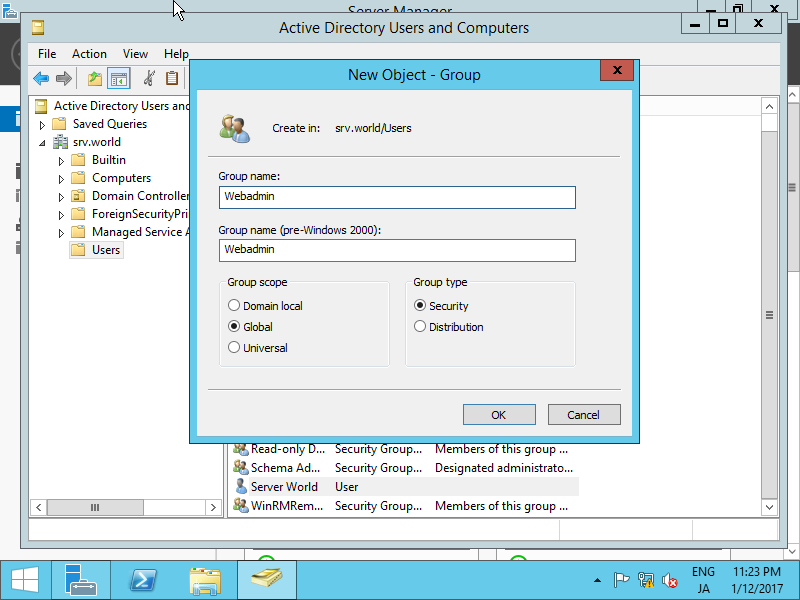 Server Manager
Active Directory Users and Computers
File Action View Help
New Object - Group
x
Active Directory Users and
Saved Queries
srv.world
Builtin
Computers
Domain Controller
ForeignSecurityPri
Managed Service A
Users
Create in: srv.world/Users
Group name:
Webadmin
Group name (pre-Windows 2000):
Webadmin
Group scope
Domain local
Global
Universal
Group type
Security
Distribution
OK Cancel
Read-only D... Security Group... Members of this group ...
Schema Ad... Security Group... Designated administrato...
Server World User
WinRMRem... Security Group... Members of this group ...
ENG 11:23 PM
JA 1/12/2017